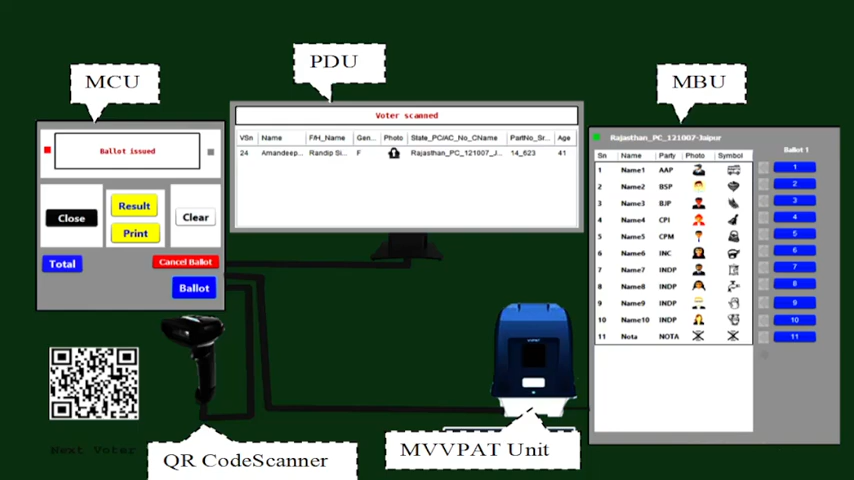 PDU
MCU
MBU
Voter scanned
VSn Name F/H_Name Gen... Photo State_PC/AC_No_CName PartNo_Sr... Age
24 Amandeep... Randip Si... F Rajasthan_PC_121007_J... 14_623 41
Ballot issued
Close
Result
Print
Clear
Total
Cancel Ballot
Ballot
Rajasthan_PC_121007-Jaipur
Ballot 1
Sn Name Party Photo Symbol
1 Name1 AAP 1
2 Name2 BSP 2
3 Name3 BJP 3
4 Name4 CPI 4
5 Name5 CPM 5
6 Name6 INC 6
7 Name7 INDP 7
8 Name8 INDP 8
9 Name9 INDP 9
10 Name10 INDP 10
11 Nota NOTA 11
Next Voter
QR CodeScanner
MVVPAT Unit